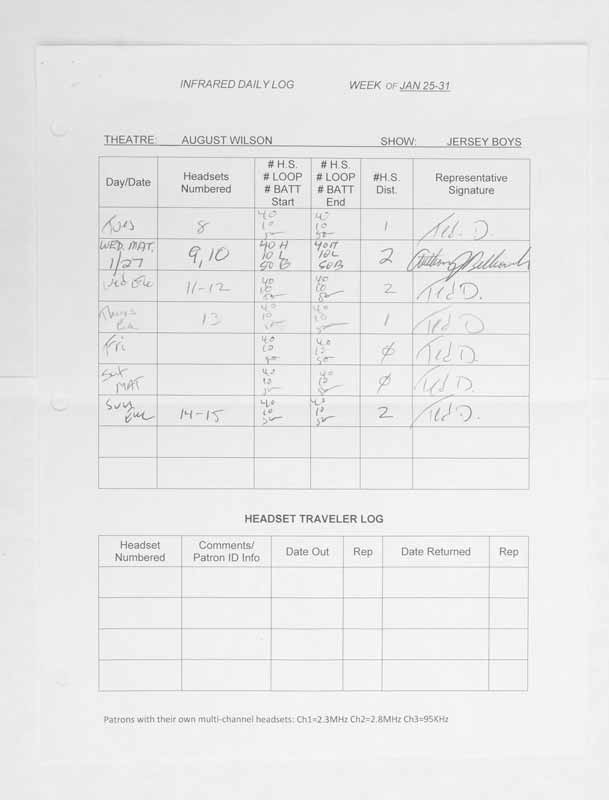 INFRARED DAILY LOG WEEK OF JAN 25-31
THEATRE: AUGUST WILSON SHOW: JERSEY BOYS
Day/Date Headsets Numbered # H.S. # LOOP # BATT Start # H.S. # LOOP # BATT End #H.S. Dist. Representative Signature
Tues 8 40 10 50 40 10 50 1 Ted. D.
WED. MAT. 1/27 9,10 40 H 10 L 50 B 40 H 10 L 50 B 2
Wed Eve 11-12 40 10 50 40 10 50 2 Ted D.
Thurs Eve 13 40 10 50 40 10 50 1 Ted D
Fri 40 10 50 40 10 50 0 Ted D.
Sat MAT 40 10 50 40 10 50 0 Ted D.
Sun Eve 14-15 40 10 50 40 10 50 2 Ted D.
HEADSET TRAVELER LOG
Headset Numbered Comments/ Patron ID Info Date Out Rep Date Returned Rep
Patrons with their own multi-channel headsets: Ch1=2.3MHz Ch2=2.8MHz Ch3=95KHz